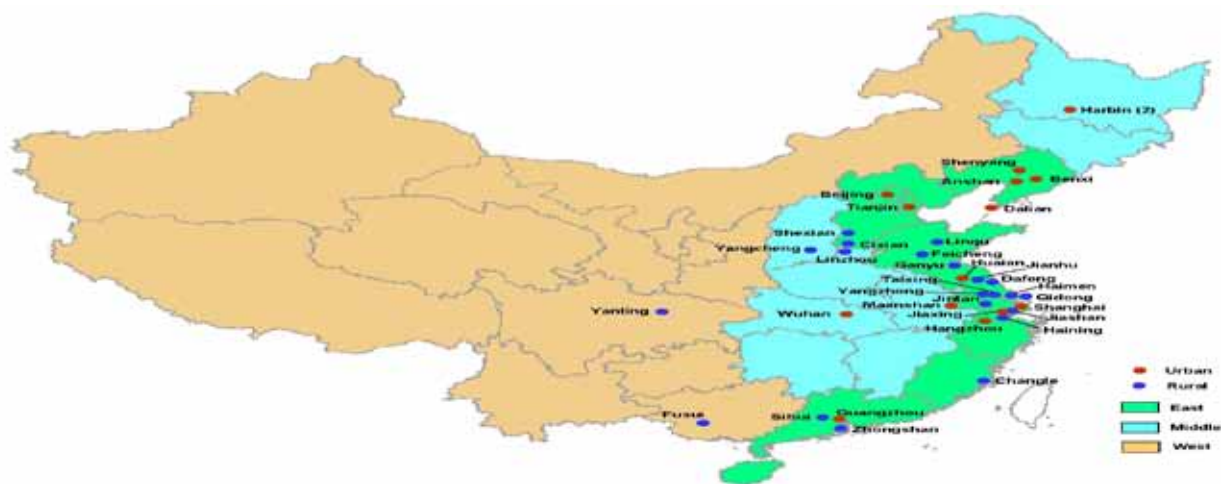 Harbin (2)
Shenyang
Anshan
Benxi
Beijing
Tianjin
Dalian
Shexian
Cixian
Linqu
Yangcheng
Linzhou
Feicheng
Ganyu
Huaian
Jianhu
Taixing
Dafeng
Yangzhong
Haimen
Jintan
Qidong
Maanshan
Shanghai
Yanting
Wuhan
Jiaxing
Jiashan
Hangzhou
Haining
Changle
Fusui
Sihui
Guangzhou
Zhongshan
Urban
Rural
East
Middle
West